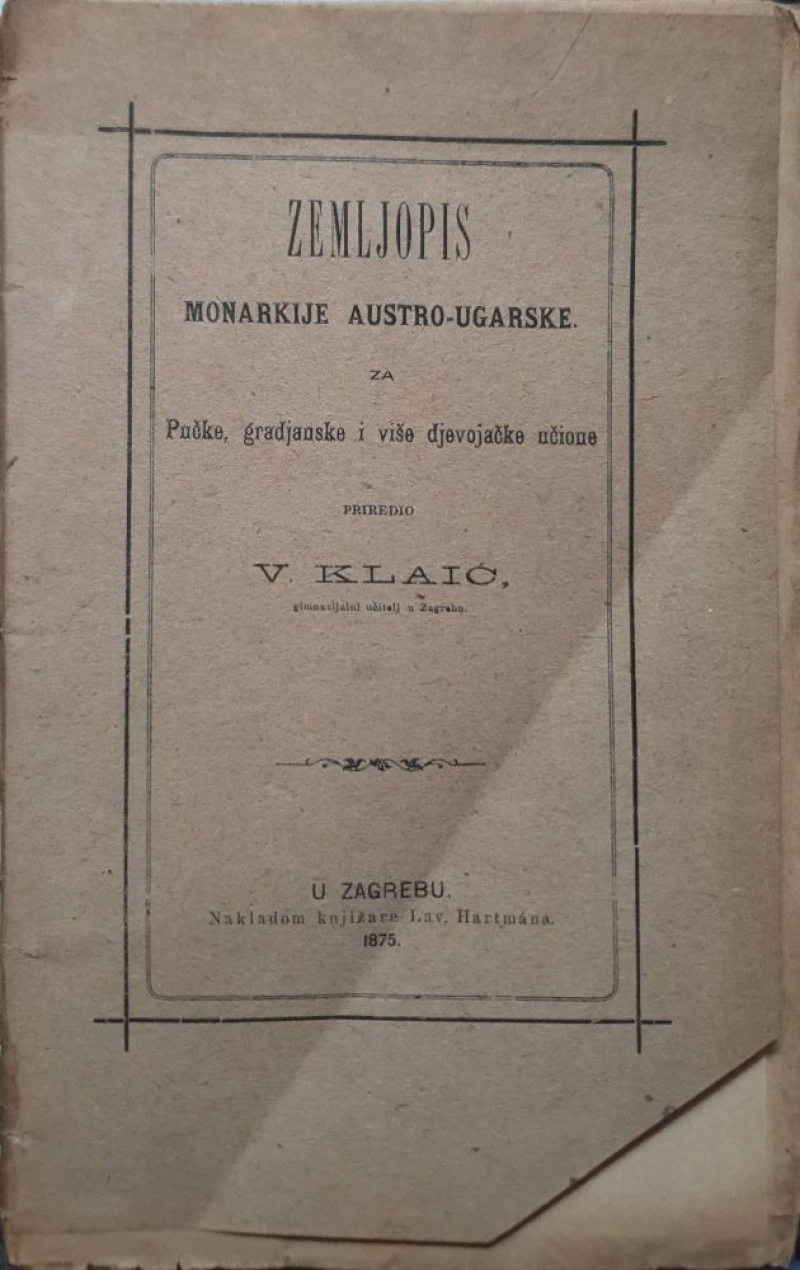 ZEMLJOPIS
MONARKIJE AUSTRO-UGARSKE.
ZA
Pučke, gradjanske i više djevojačke učione
PRIREDIO
V. KLAIĆ,
gimnazijalni učitelj u Zagrebu.
U ZAGREBU.
Nakladom knjižare Lav. Hartmána.
1875.